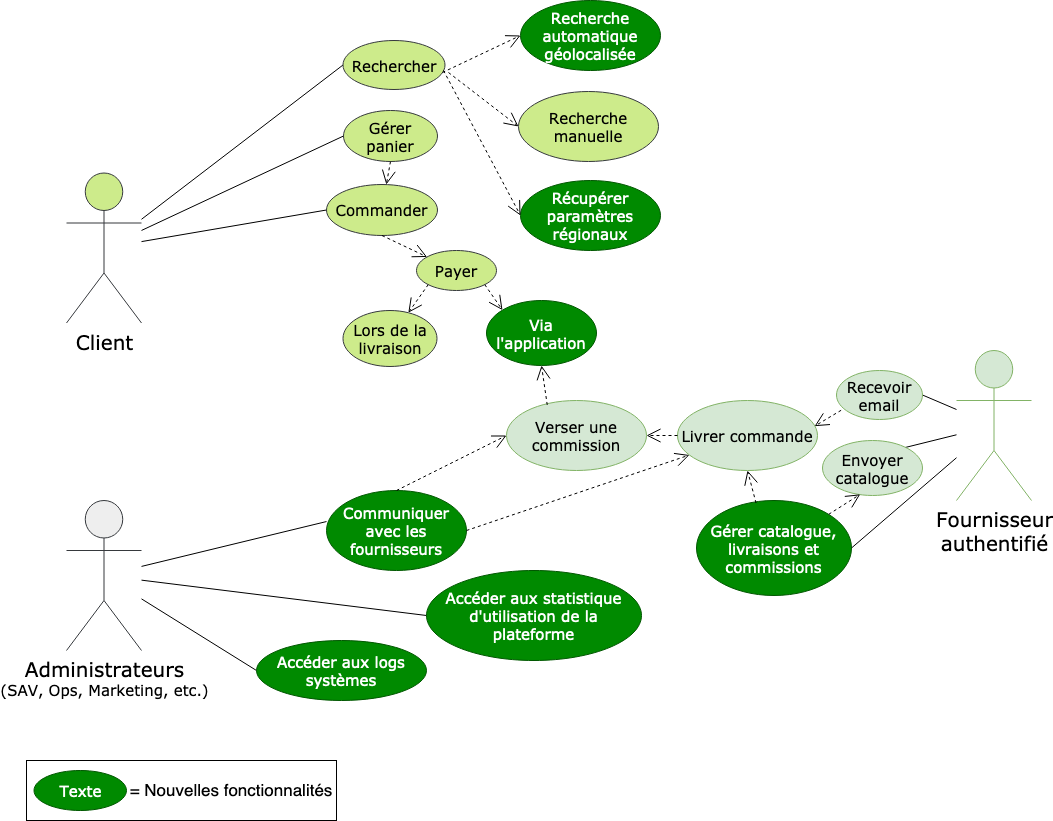 Recherche
automatique
géolocalisée
Rechercher
Recherche
manuelle
Gérer
panier
Récupérer
paramètres
régionaux
Commander
Payer
Client
Lors de la
livraison
Via
l'application
Recevoir
email
Verser une
commission
Livrer commande
Envoyer
catalogue
Fournisseur
authentifié
Communiquer
avec les
fournisseurs
Gérer catalogue,
livraisons et
commissions
Accéder aux statistique
d'utilisation de la
plateforme
Administrateurs
(SAV, Ops, Marketing, etc.)
Accéder aux logs
systèmes
Texte = Nouvelles fonctionnalités